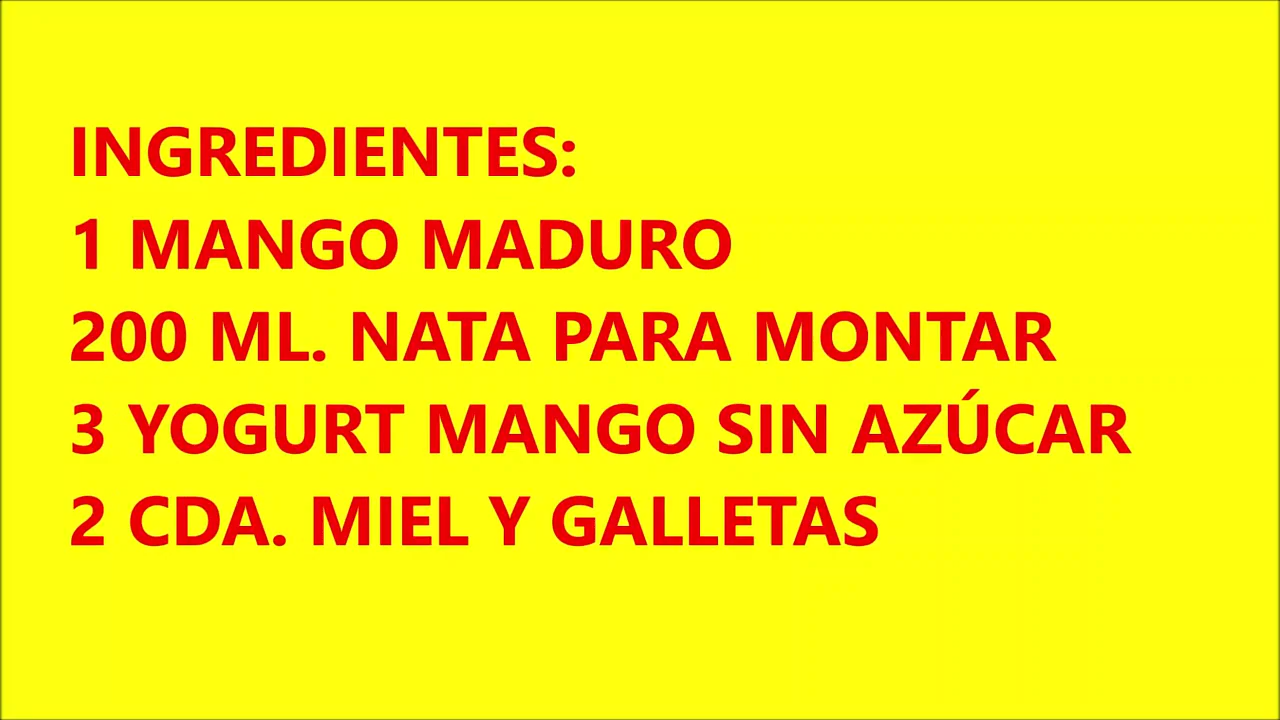 INGREDIENTES:
1 MANGO MADURO
200 ML. NATA PARA MONTAR
3 YOGURT MANGO SIN AZÚCAR
2 CDA. MIEL Y GALLETAS